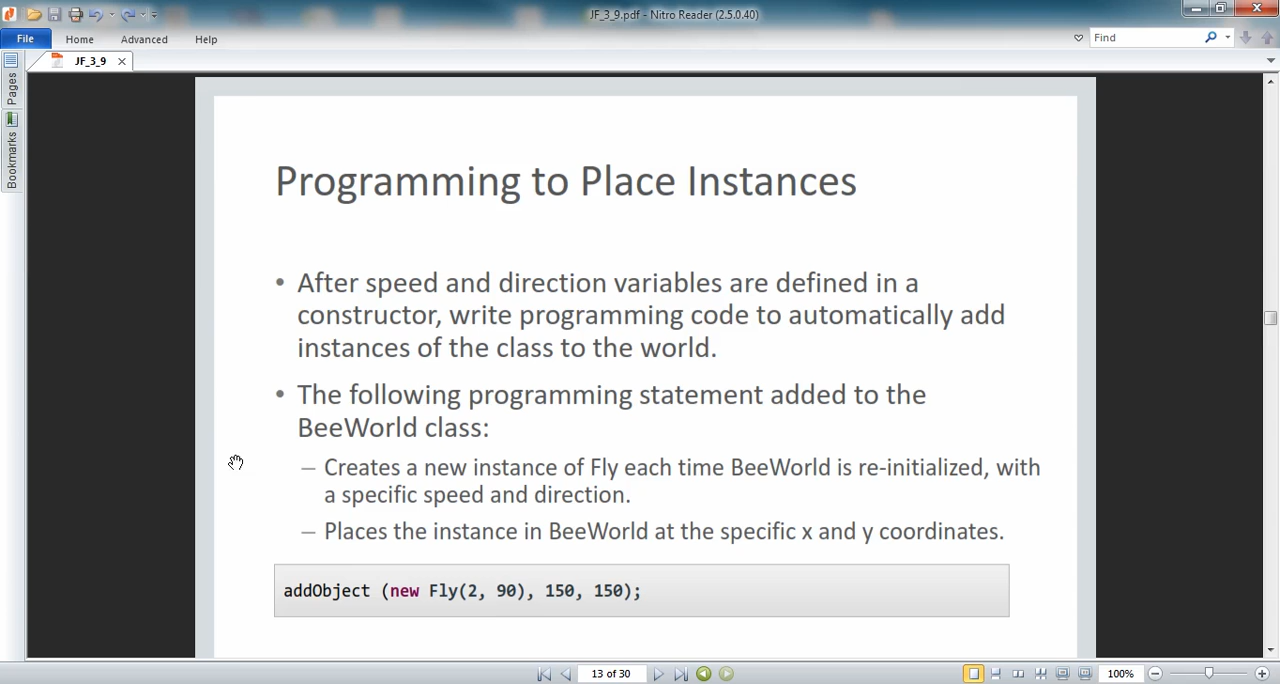 JF_3_9.pdf - Nitro Reader (2.5.0.40)
File Home Advanced Help Find
JF_3_9
Pages
Bookmarks
Programming to Place Instances
• After speed and direction variables are defined in a
constructor, write programming code to automatically add
instances of the class to the world.
• The following programming statement added to the
BeeWorld class:
– Creates a new instance of Fly each time BeeWorld is re-initialized, with
a specific speed and direction.
– Places the instance in BeeWorld at the specific x and y coordinates.
addObject (new Fly(2, 90), 150, 150);
13 of 30 100%